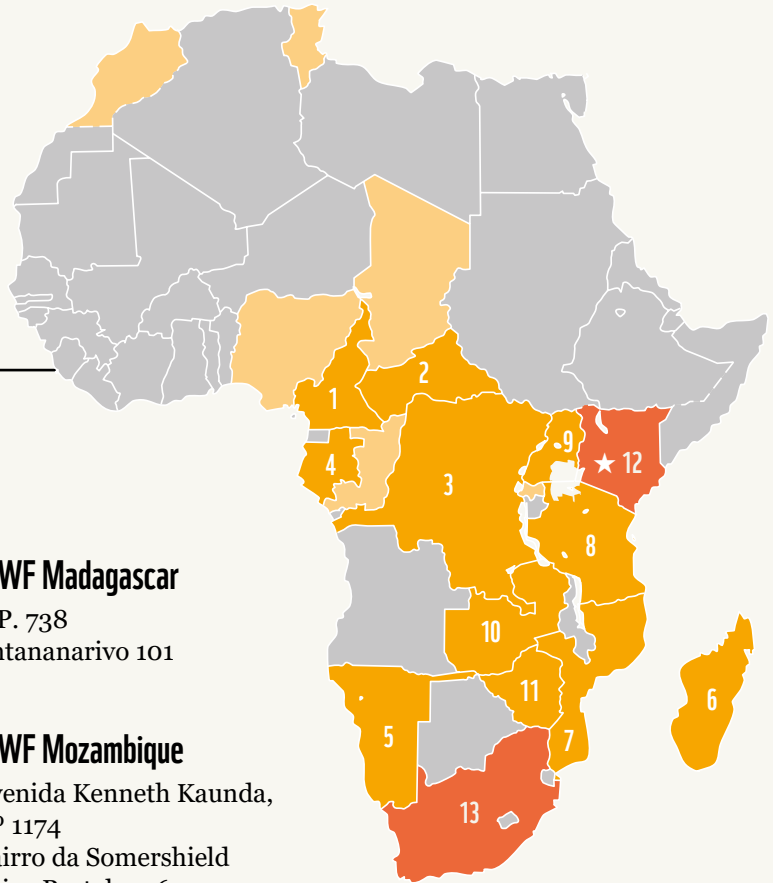 WF Madagascar
P. 738
ntananarivo 101
WF Mozambique
venida Kenneth Kaunda,
º 1174
irro da Somershield
1
2
3
4
9
★ 12
8
10
11
5
7
6
13